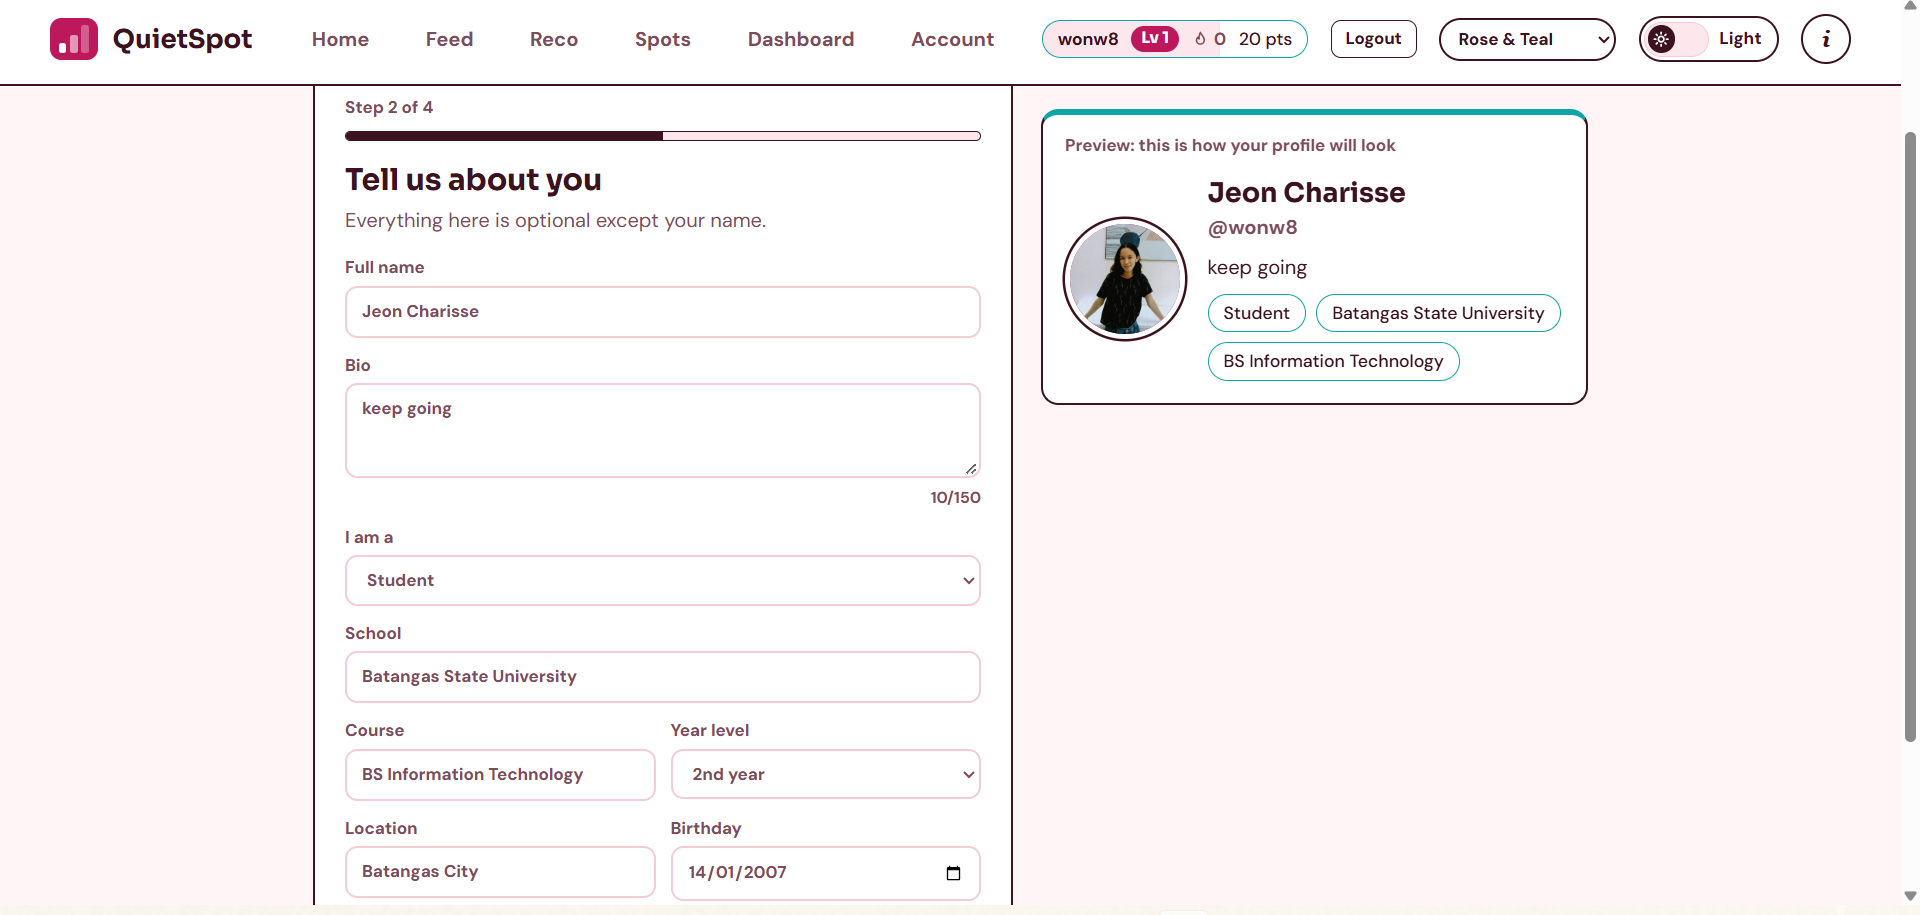 QuietSpot Home Feed Reco Spots Dashboard Account wonw8 Lv 1 0 20 pts Logout Rose & Teal Light i
Step 2 of 4
Tell us about you
Everything here is optional except your name.
Full name
Jeon Charisse
Bio
keep going
10/150
I am a
Student
School
Batangas State University
Course
BS Information Technology
Year level
2nd year
Location
Batangas City
Birthday
14/01/2007
Preview: this is how your profile will look
Jeon Charisse
@wonw8
keep going
Student Batangas State University
BS Information Technology